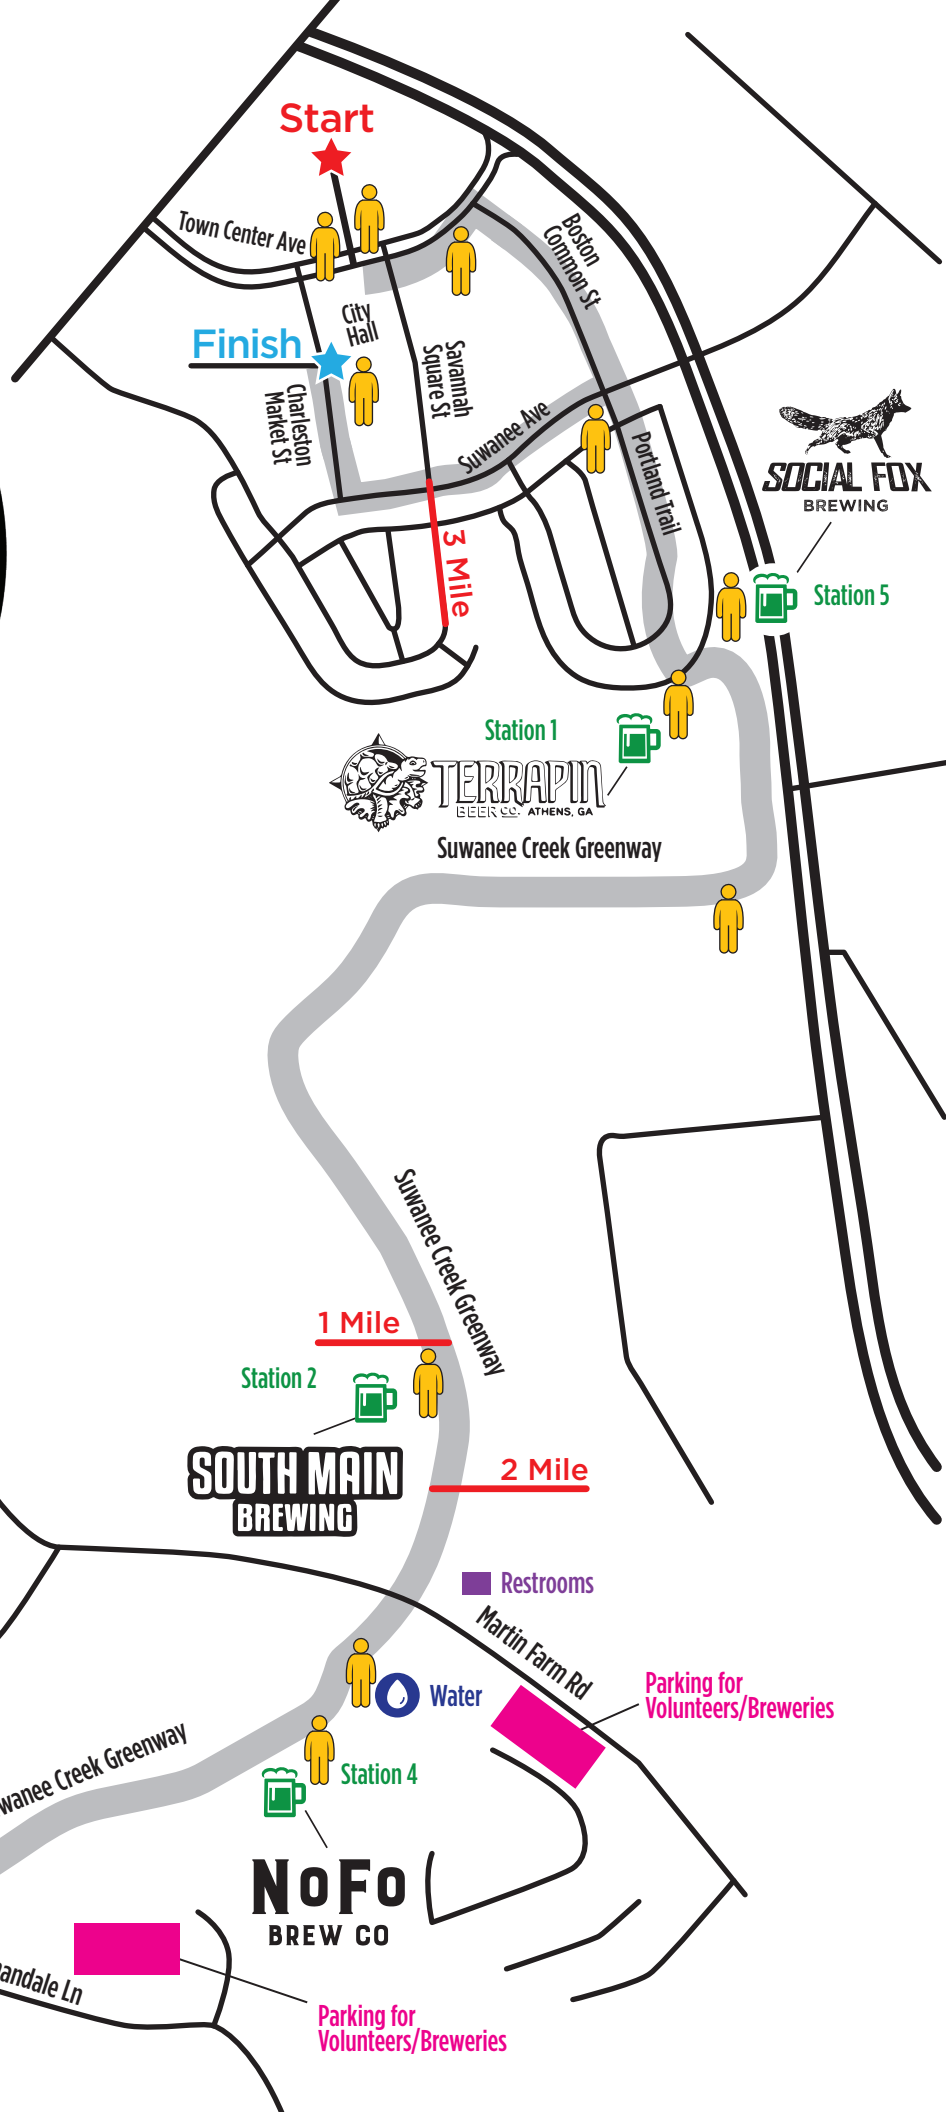 Start
Town Center Ave
Boston
Common St
City
Hall
Finish
Savannah
Square St
Charleston
Market St
Suwanee Ave
Portland Trail
SOCIAL FOX
BREWING
3 Mile
Station 5
Station 1
TERRAPIN
BEER CO. ATHENS, GA
Suwanee Creek Greenway
Suwanee Creek Greenway
1 Mile
Station 2
SOUTH MAIN
BREWING
2 Mile
Restrooms
Martin Farm Rd
Parking for
Volunteers/Breweries
Water
wanee Creek Greenway
Station 4
NoFo
BREW CO
andale Ln
Parking for
Volunteers/Breweries